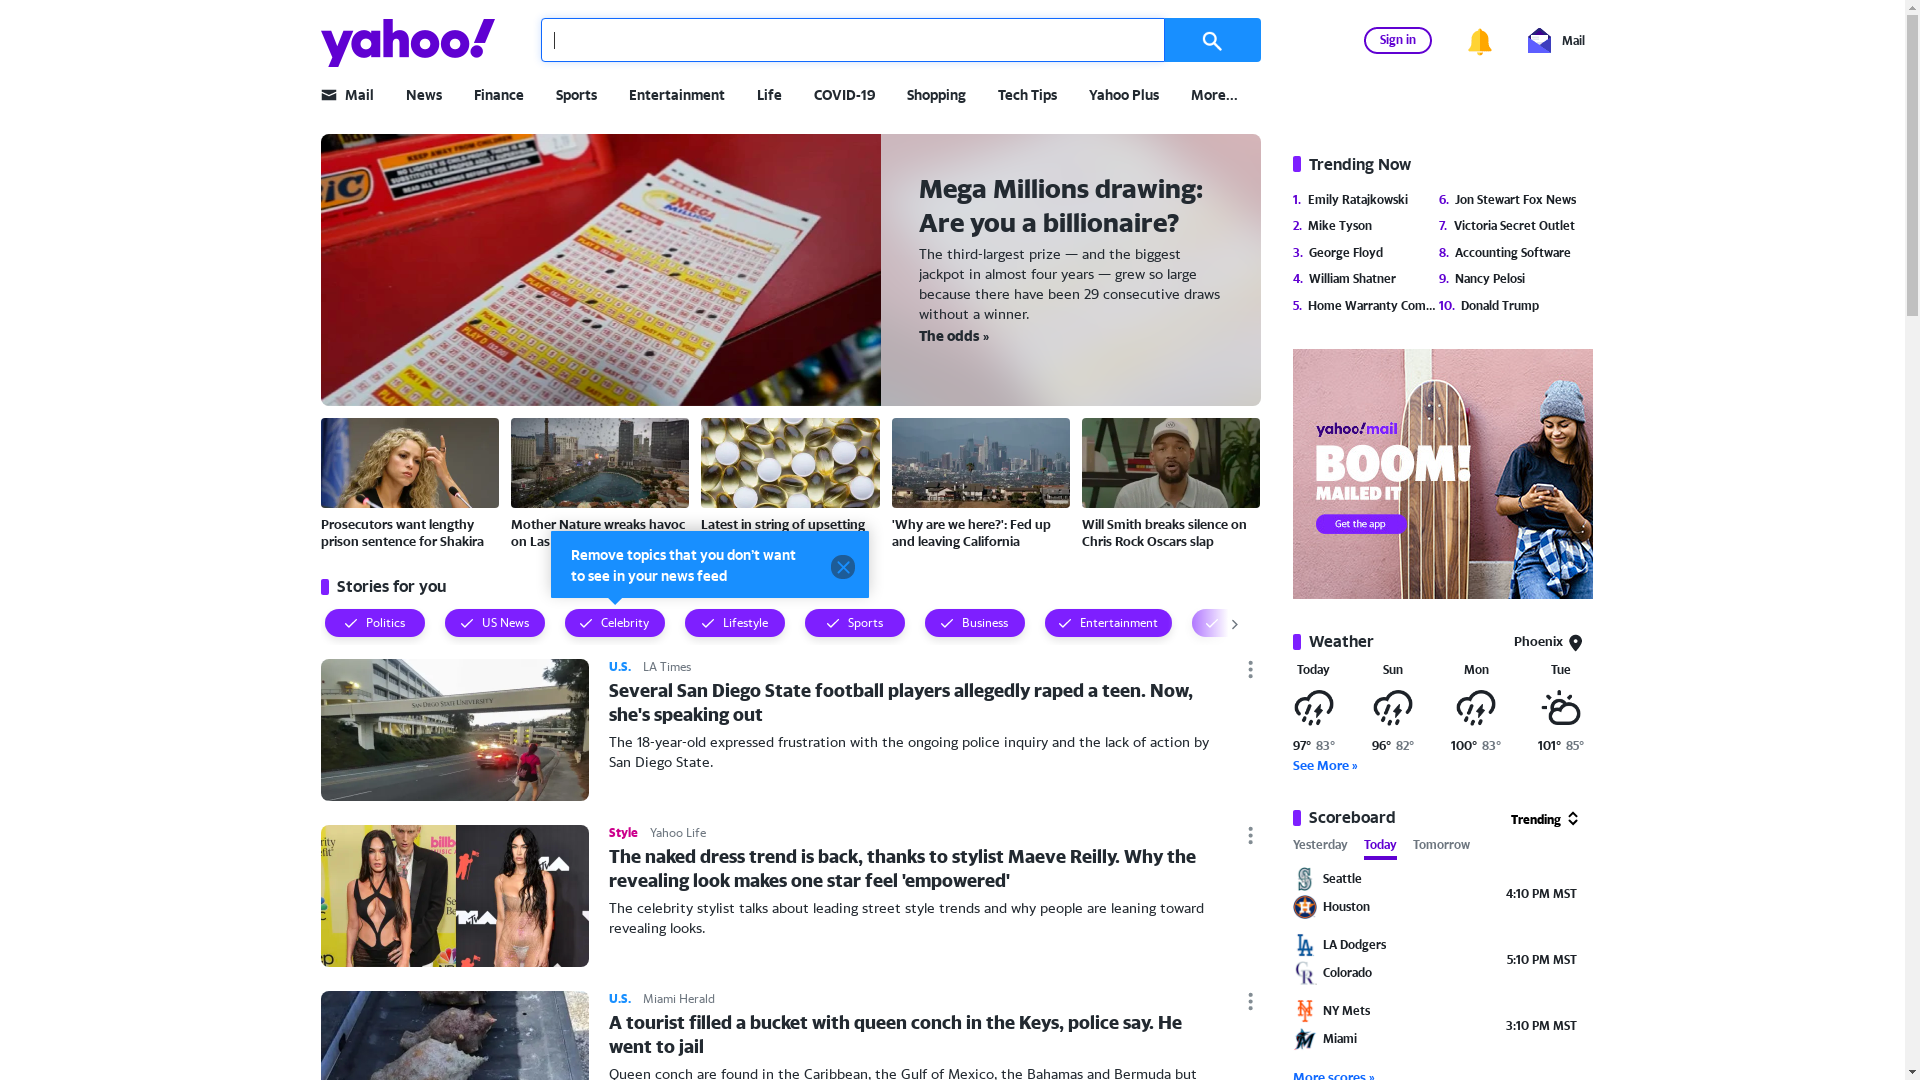 yahoo!
Sign in
Mail
Mail
News
Finance
Sports
Entertainment
Life
COVID-19
Shopping
Tech Tips
Yahoo Plus
More...
KEEP AWAY FROM CHILDREN
BIC
MEGA
MILLIONS
Mega Millions drawing:
Are you a billionaire?
The third-largest prize — and the biggest
jackpot in almost four years — grew so large
because there have been 29 consecutive draws
without a winner.
The odds »
Prosecutors want lengthy
prison sentence for Shakira
Mother Nature wreaks havoc
on Las
Latest in string of upsetting
'Why are we here?': Fed up
and leaving California
Will Smith breaks silence on
Chris Rock Oscars slap
Remove topics that you don't want
to see in your news feed
Stories for you
Politics
US News
Celebrity
Lifestyle
Sports
Business
Entertainment
SAN DIEGO STATE UNIVERSITY
U.S. LA Times
Several San Diego State football players allegedly raped a teen. Now,
she's speaking out
The 18-year-old expressed frustration with the ongoing police inquiry and the lack of action by
San Diego State.
Style Yahoo Life
The naked dress trend is back, thanks to stylist Maeve Reilly. Why the
revealing look makes one star feel 'empowered'
The celebrity stylist talks about leading street style trends and why people are leaning toward
revealing looks.
U.S. Miami Herald
A tourist filled a bucket with queen conch in the Keys, police say. He
went to jail
Queen conch are found in the Caribbean, the Gulf of Mexico, the Bahamas and Bermuda but
Trending Now
1. Emily Ratajkowski
2. Mike Tyson
3. George Floyd
4. William Shatner
5. Home Warranty Com...
6. Jon Stewart Fox News
7. Victoria Secret Outlet
8. Accounting Software
9. Nancy Pelosi
10. Donald Trump
yahoo!mail
BOOM!
MAILED IT
Get the app
Weather
Phoenix
Today Sun Mon Tue
97° 83° 96° 82° 100° 83° 101° 85°
See More »
Scoreboard
Trending
Yesterday Today Tomorrow
Seattle
Houston
4:10 PM MST
LA Dodgers
Colorado
5:10 PM MST
NY Mets
Miami
3:10 PM MST
More scores »